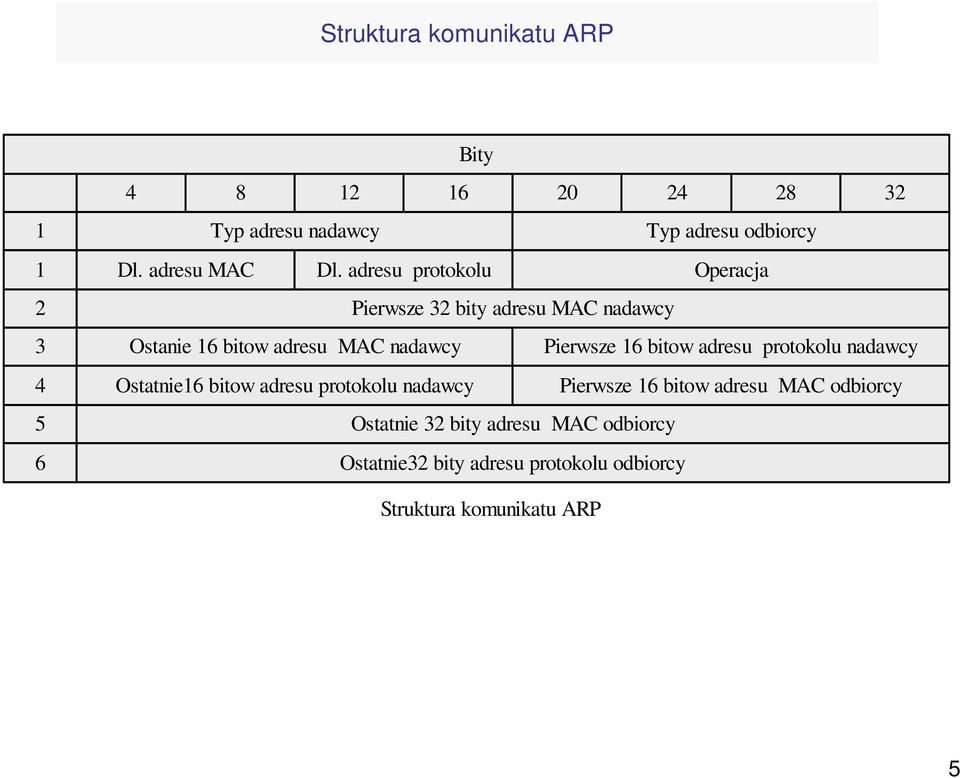 Struktura komunikatu ARP
Bity
4 8 12 16 20 24 28 32
1 Typ adresu nadawcy Typ adresu odbiorcy
1 Dl. adresu MAC Dl. adresu protokolu Operacja
2 Pierwsze 32 bity adresu MAC nadawcy
3 Ostanie 16 bitow adresu MAC nadawcy Pierwsze 16 bitow adresu protokolu nadawcy
4 Ostatnie16 bitow adresu protokolu nadawcy Pierwsze 16 bitow adresu MAC odbiorcy
5 Ostatnie 32 bity adresu MAC odbiorcy
6 Ostatnie32 bity adresu protokolu odbiorcy
Struktura komunikatu ARP
5